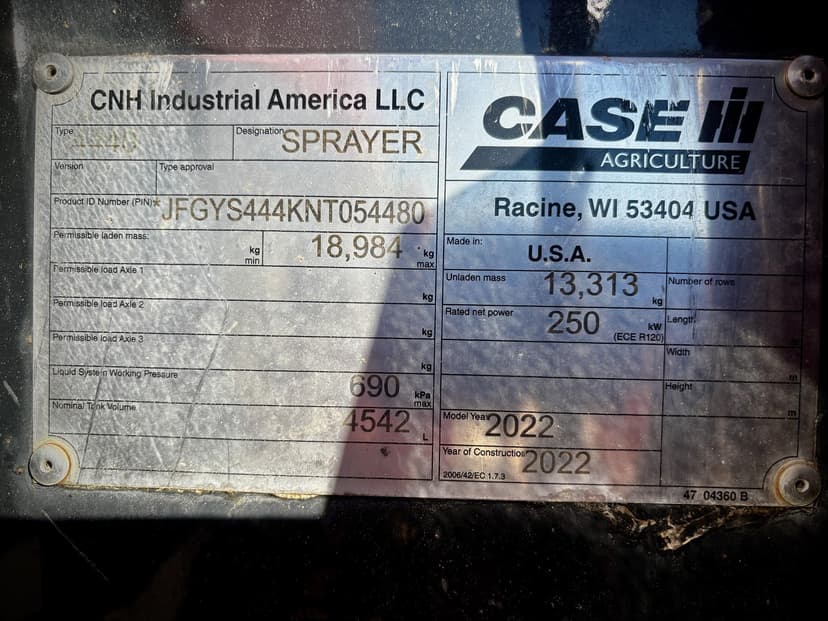 CNH Industrial America LLC
Type
4440
Designation
SPRAYER
Version
Type approval
Product ID Number (PIN)
*JFGYS444KNT054480
Permissible laden mass:
kg
min
18,984
kg
max
Permissible load Axle 1
kg
Permissible load Axle 2
kg
Permissible load Axle 3
kg
Liquid System Working Pressure
690
kPa
max
Nominal Tank Volume
4542
L
CASE IH
AGRICULTURE
Racine, WI 53404 USA
Made in:
U.S.A.
Unladen mass
13,313
kg
Number of rows
Rated net power
250
kW
(ECE R120)
Length
m
Width
m
Height
m
Model Year
2022
Year of Construction
2022
2006/42/EC 1.7.3
47 04360 B